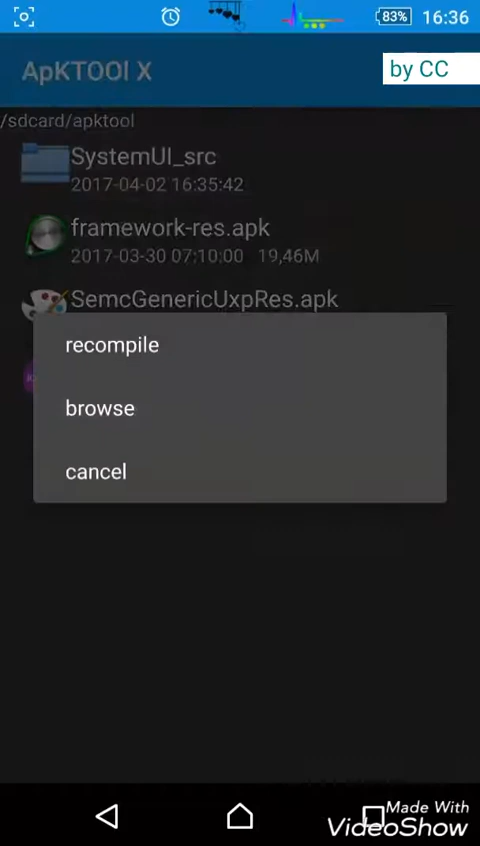 83% 16:36
ApKTOOl X
by CC
/sdcard/apktool
SystemUI_src
2017-04-02 16:35:42
framework-res.apk
2017-03-30 07:10:00 19,46M
SemcGenericUxpRes.apk
recompile
browse
cancel
Made With
VideoShow